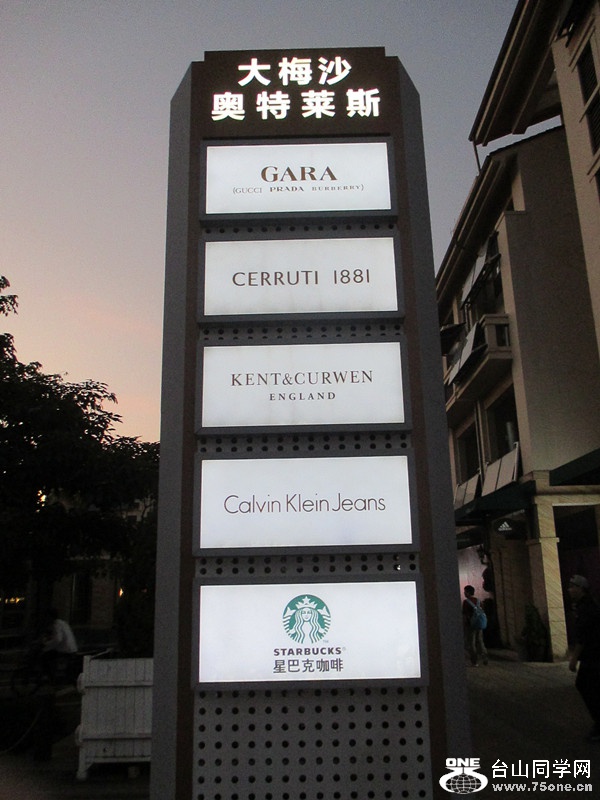 大梅沙
奥特莱斯
GARA
(GUCCI PRADA BURBERRY)
CERRUTI 1881
KENT&CURWEN
ENGLAND
Calvin Klein Jeans
STARBUCKS®
星巴克咖啡
ONE 台山同学网
www.75one.cn